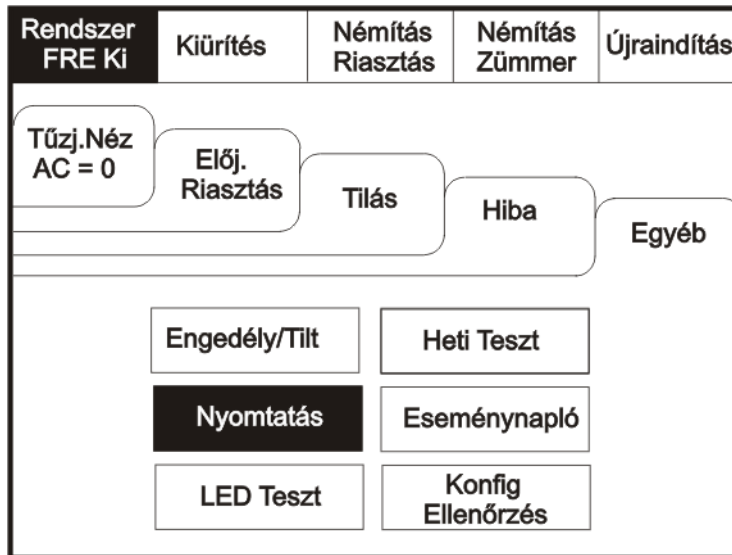 Rendszer
FRE Ki
Kiürítés
Némítás
Riasztás
Némítás
Zümmer
Újraindítás
Tűzj.Néz
AC = 0
Előj.
Riasztás
Tilás
Hiba
Egyéb
Engedély/Tilt
Heti Teszt
Nyomtatás
Eseménynapló
LED Teszt
Konfig
Ellenőrzés